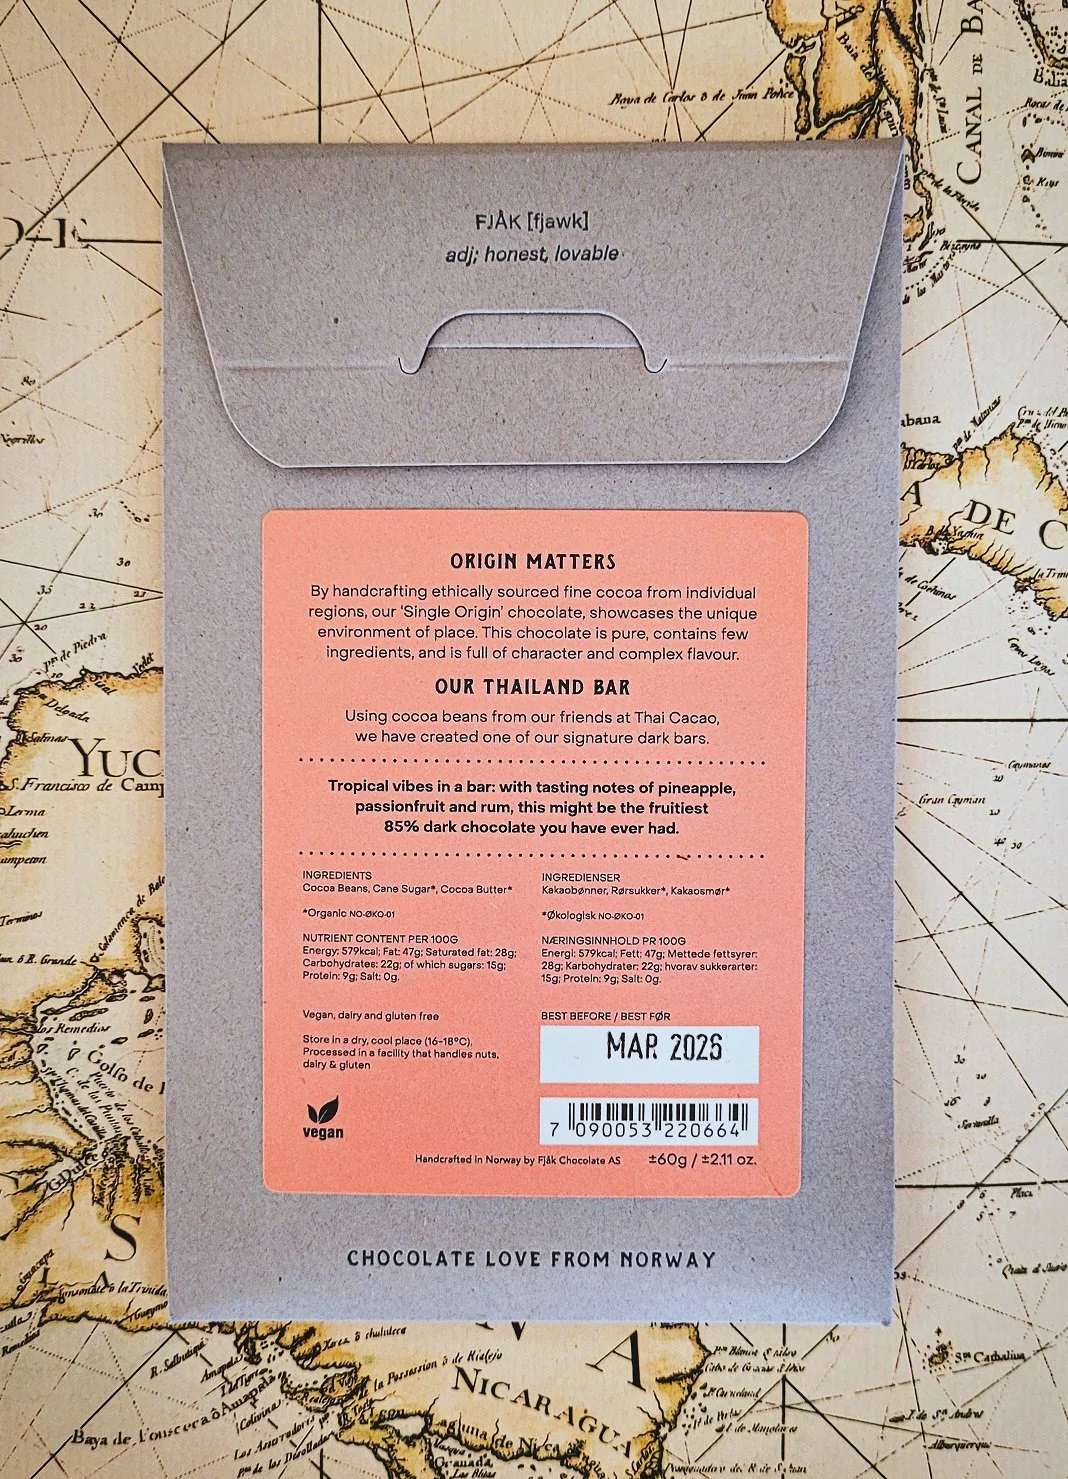 Baya de Carlos ò de Juan Ponce
CANAL DE BA
FJÅK [fjawk]
adj; honest, lovable
abana
A DE C
ORIGIN MATTERS
By handcrafting ethically sourced fine cocoa from individual
regions, our ‘Single Origin’ chocolate, showcases the unique
environment of place. This chocolate is pure, contains few
ingredients, and is full of character and complex flavour.
OUR THAILAND BAR
Using cocoa beans from our friends at Thai Cacao,
we have created one of our signature dark bars.
Tropical vibes in a bar: with tasting notes of pineapple,
passionfruit and rum, this might be the fruitiest
85% dark chocolate you have ever had.
INGREDIENTS
Cocoa Beans, Cane Sugar*, Cocoa Butter*
*Organic NO-ØKO-01
NUTRIENT CONTENT PER 100G
Energy: 579kcal; Fat: 47g; Saturated fat: 28g;
Carbohydrates: 22g; of which sugars: 15g;
Protein: 9g; Salt: 0g.
Vegan, dairy and gluten free
Store in a dry, cool place (16-18°C).
Processed in a facility that handles nuts,
dairy & gluten
vegan
INGREDIENSER
Kakaobønner, Rørsukker*, Kakaosmør*
*Økologisk NO-ØKO-01
NÆRINGSINNHOLD PR 100G
Energi: 579kcal; Fett: 47g; Mettede fettsyrer:
28g; Karbohydrater: 22g; hvorav sukkerarter:
15g; Protein: 9g; Salt: 0g.
BEST BEFORE / BEST FØR
MAR 2026
7 090053 220664
Handcrafted in Norway by Fjåk Chocolate AS
±60g / ±2.11 oz.
CHOCOLATE LOVE FROM NORWAY
YUC
S. Francisco de Camp
Lerma
los Remedios
Golfo de
Caymanes
Gran Cayman
S
NICARAGUA